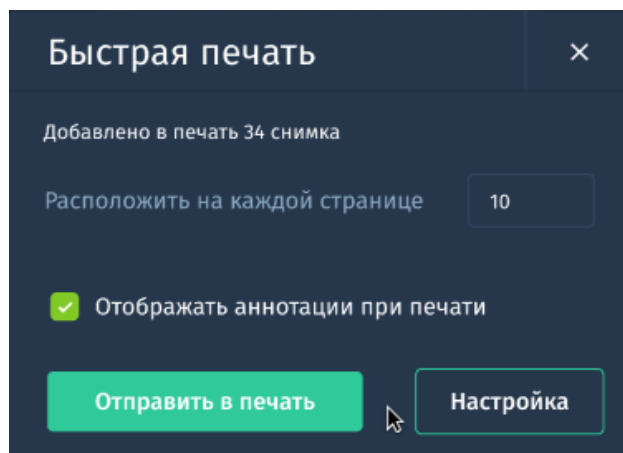 Быстрая печать
Добавлено в печать 34 снимка
Расположить на каждой странице 10
Отображать аннотации при печати
Отправить в печать Настройка